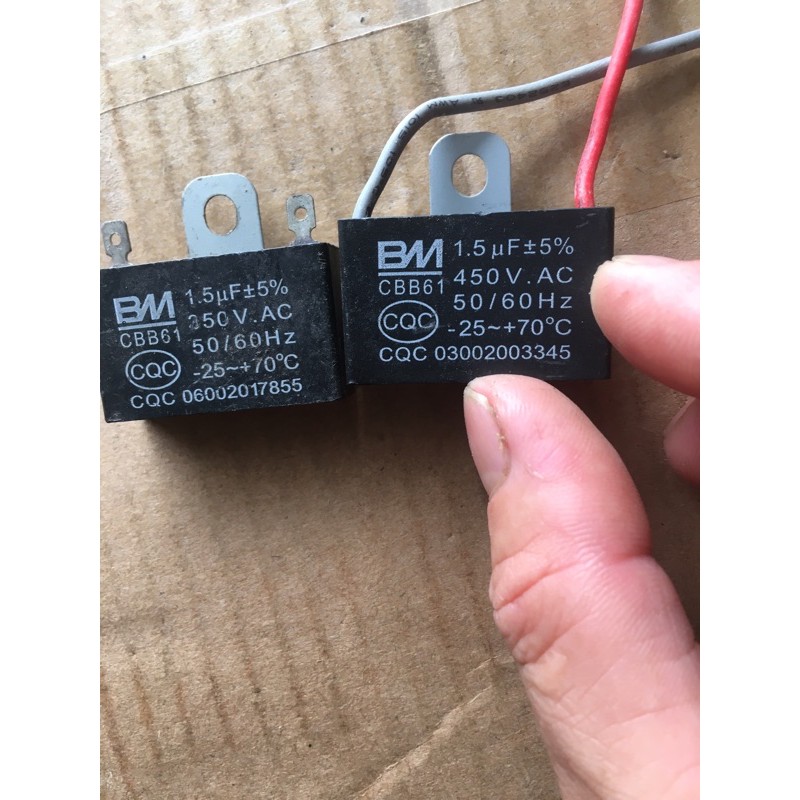 BM
1.5µF±5%
350V.AC
CBB61
50/60Hz
CQC
-25~+70°C
CQC 06002017855
BM
1.5µF±5%
450V.AC
CBB61
50/60Hz
CQC
-25~+70°C
CQC 03002003345
AWM